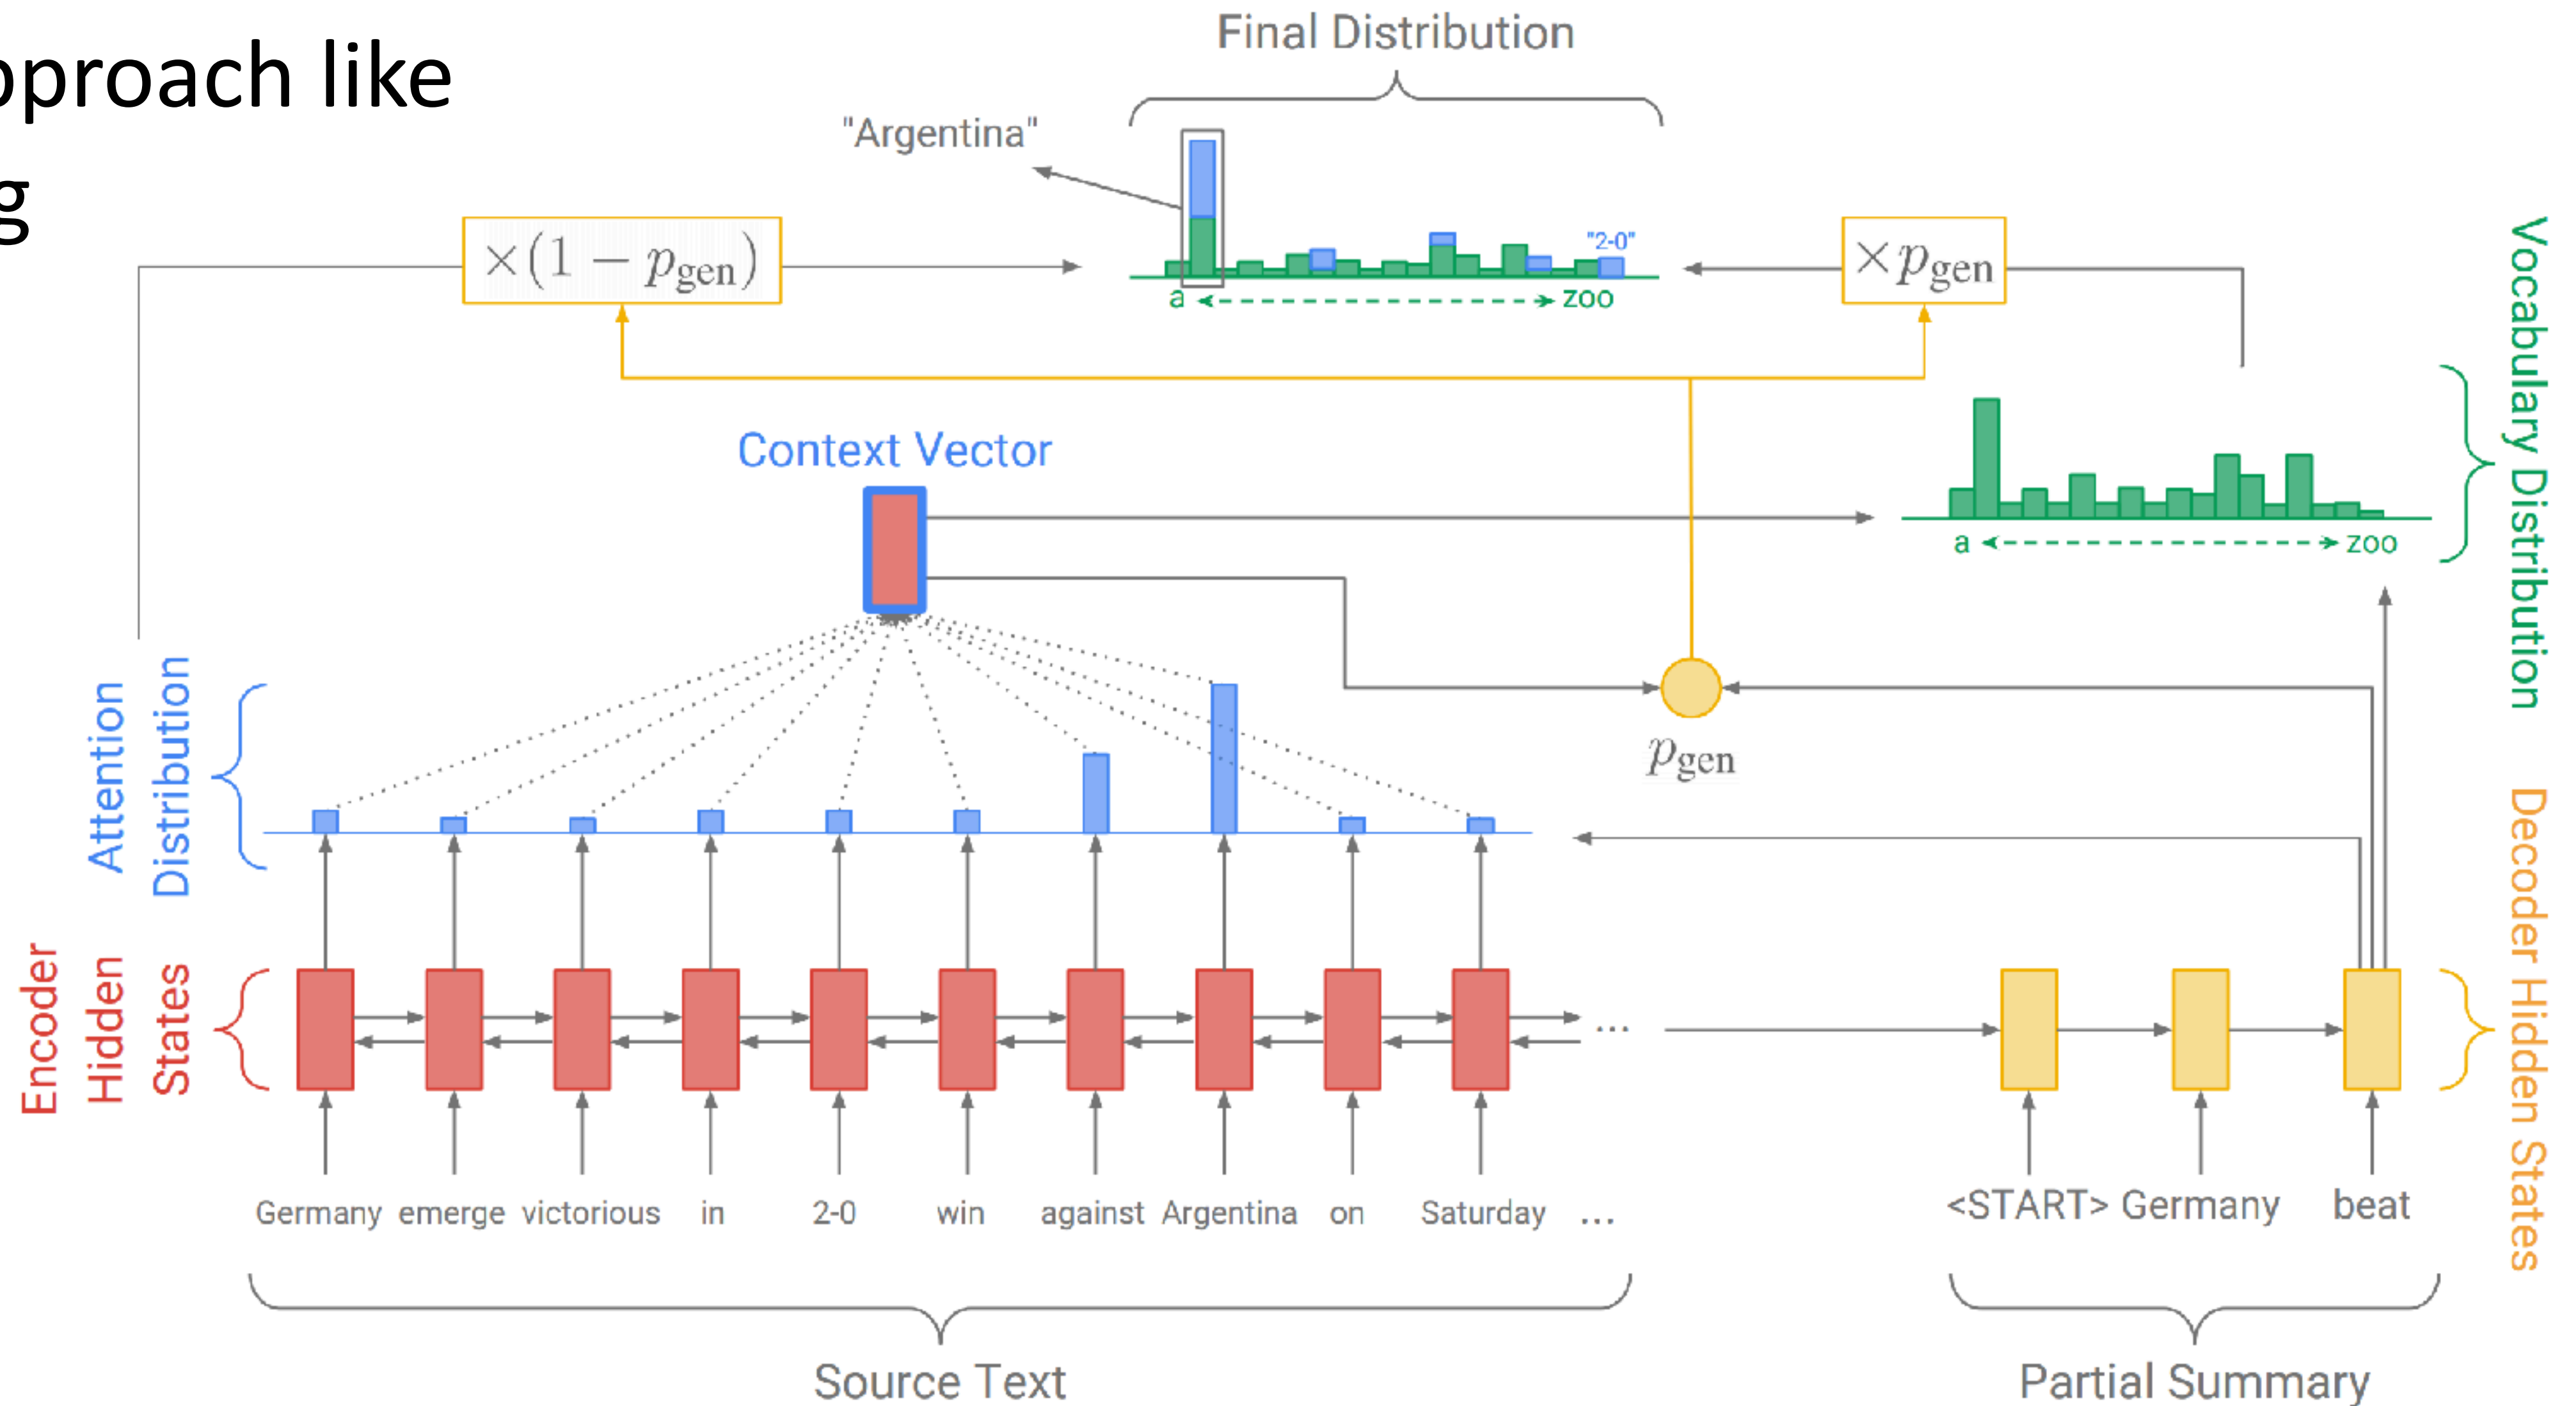 pproach like
g
Final Distribution
"Argentina"
×(1 − pgen)
"2-0"
a
zoo
×pgen
Vocabulary Distribution
Context Vector
a
zoo
Attention
Distribution
pgen
Encoder
Hidden
States
...
Decoder Hidden States
Germany emerge victorious in 2-0 win against Argentina on Saturday ...
<START> Germany beat
Source Text
Partial Summary